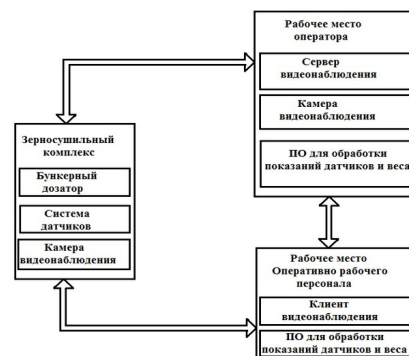 Рабочее место
оператора
Сервер
видеонаблюдения
Камера
видеонаблюдения
ПО для обработки
показаний датчиков и веса
Зерносушильный
комплекс
Бункерный
дозатор
Система
датчиков
Камера
видеонаблюдения
Рабочее место
Оперативно рабочего
персонала
Клиент
видеонаблюдения
ПО для обработки
показаний датчиков и веса